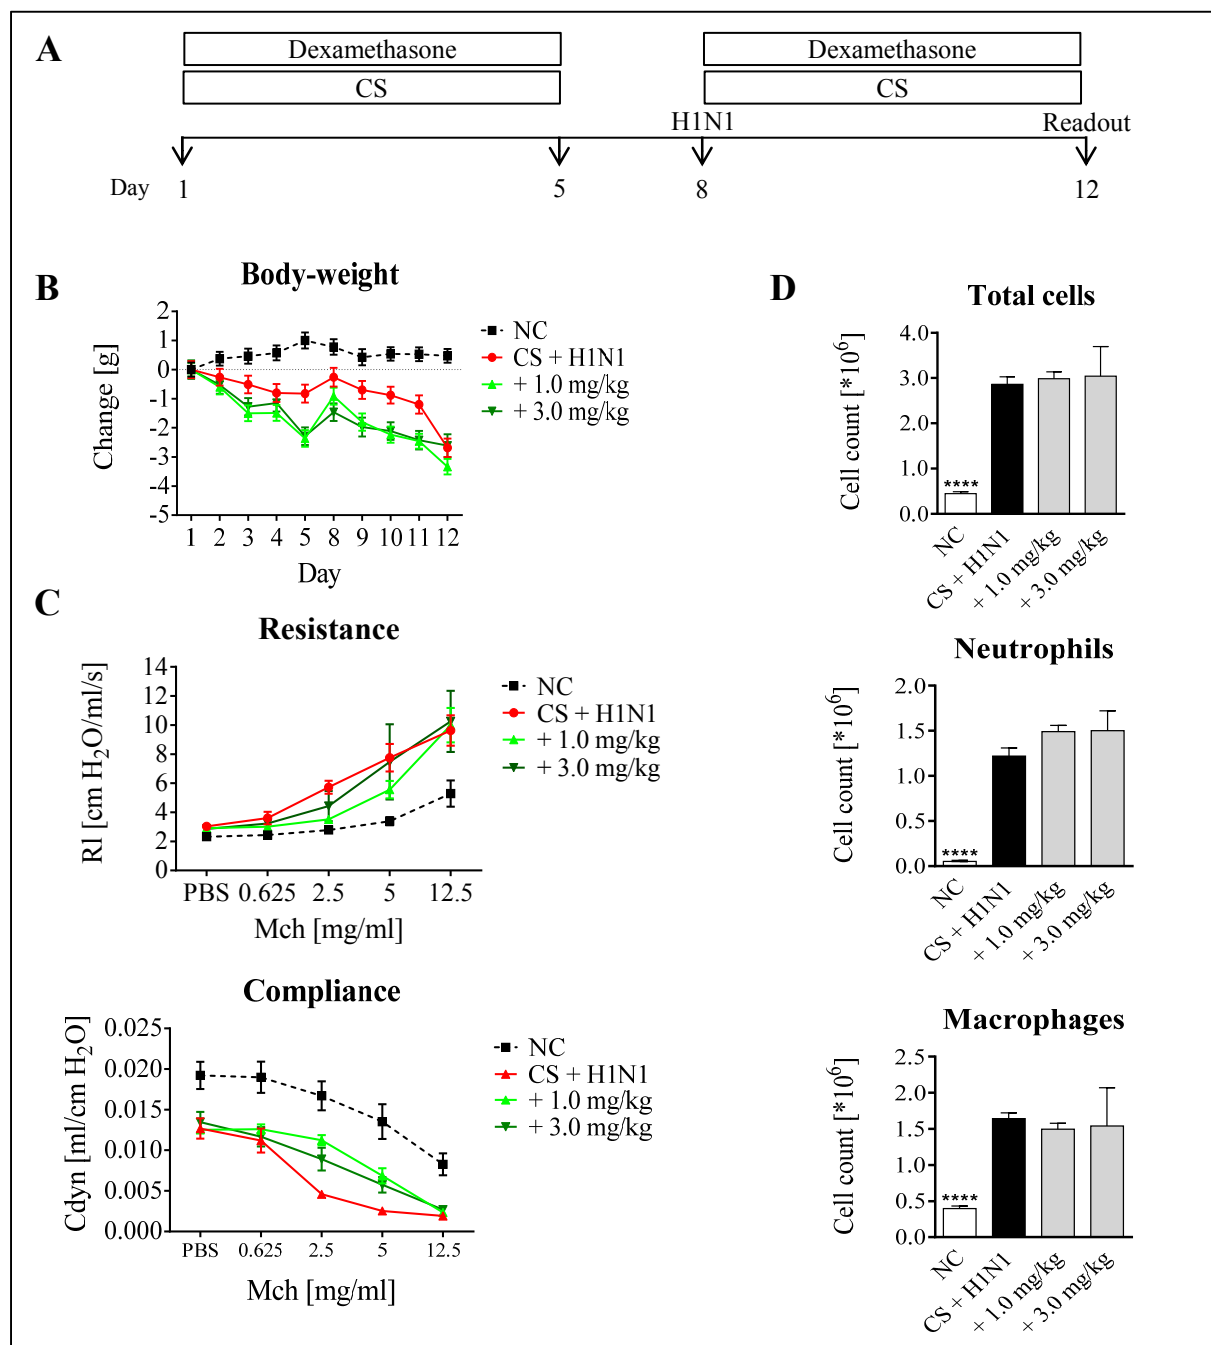 A
Dexamethasone
Dexamethasone
CS
CS
H1N1
Readout
Day
1
5
8
12
B
Body-weight
Change [g]
2
1
0
-1
-2
-3
-4
-5
1 2 3 4 5 8 9 10 11 12
Day
NC
CS + H1N1
+ 1.0 mg/kg
+ 3.0 mg/kg
C
Resistance
Rl [cm H₂O/ml/s]
14
12
10
8
6
4
2
0
PBS 0.625 2.5 5 12.5
Mch [mg/ml]
NC
CS + H1N1
+ 1.0 mg/kg
+ 3.0 mg/kg
Compliance
Cdyn [ml/cm H₂O]
0.025
0.020
0.015
0.010
0.005
0.000
PBS 0.625 2.5 5 12.5
Mch [mg/ml]
NC
CS + H1N1
+ 1.0 mg/kg
+ 3.0 mg/kg
D
Total cells
Cell count [*10⁶]
4.0
3.0
2.0
1.0
0.0
****
NC
CS + H1N1
+ 1.0 mg/kg
+ 3.0 mg/kg
Neutrophils
Cell count [*10⁶]
2.0
1.5
1.0
0.5
0.0
****
NC
CS + H1N1
+ 1.0 mg/kg
+ 3.0 mg/kg
Macrophages
Cell count [*10⁶]
2.5
2.0
1.5
1.0
0.5
0.0
****
NC
CS + H1N1
+ 1.0 mg/kg
+ 3.0 mg/kg